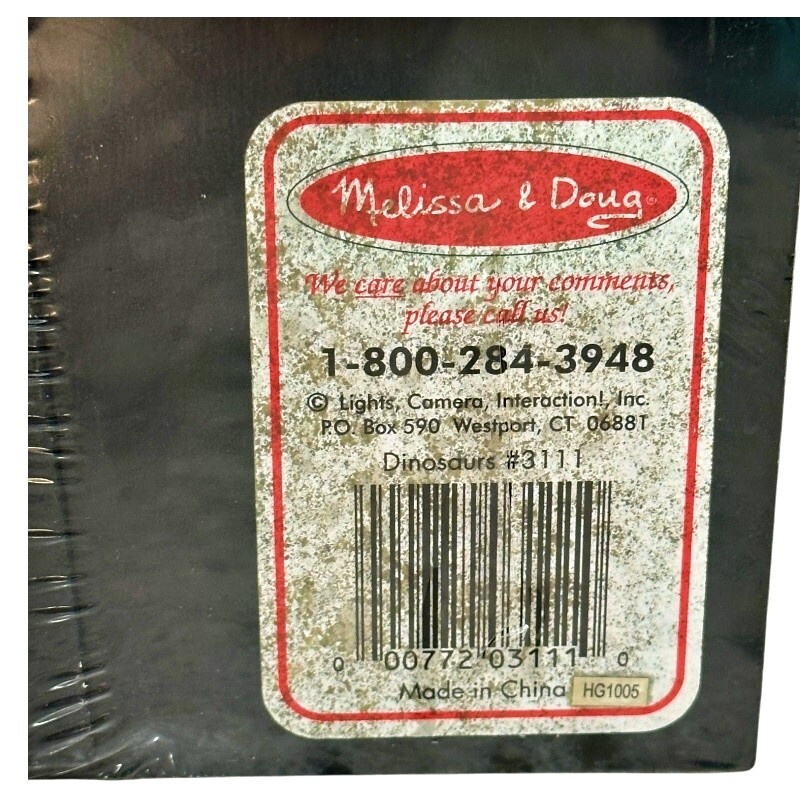 Melissa & Doug®
We care about your comments,
please call us!
1-800-284-3948
© Lights, Camera, Interaction!, Inc.
P.O. Box 590 Westport, CT 06881
Dinosaurs #3111
0 00772 03111 0
Made in China HG1005